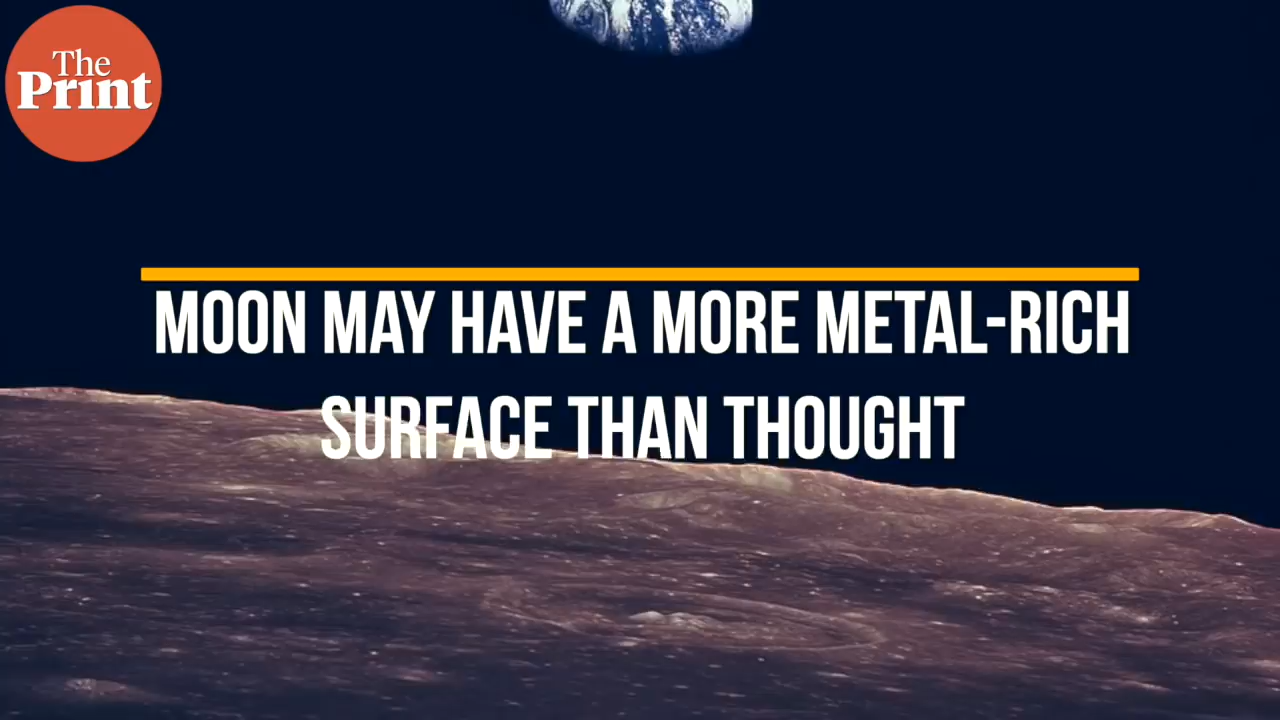 The
Print
MOON MAY HAVE A MORE METAL-RICH
SURFACE THAN THOUGHT